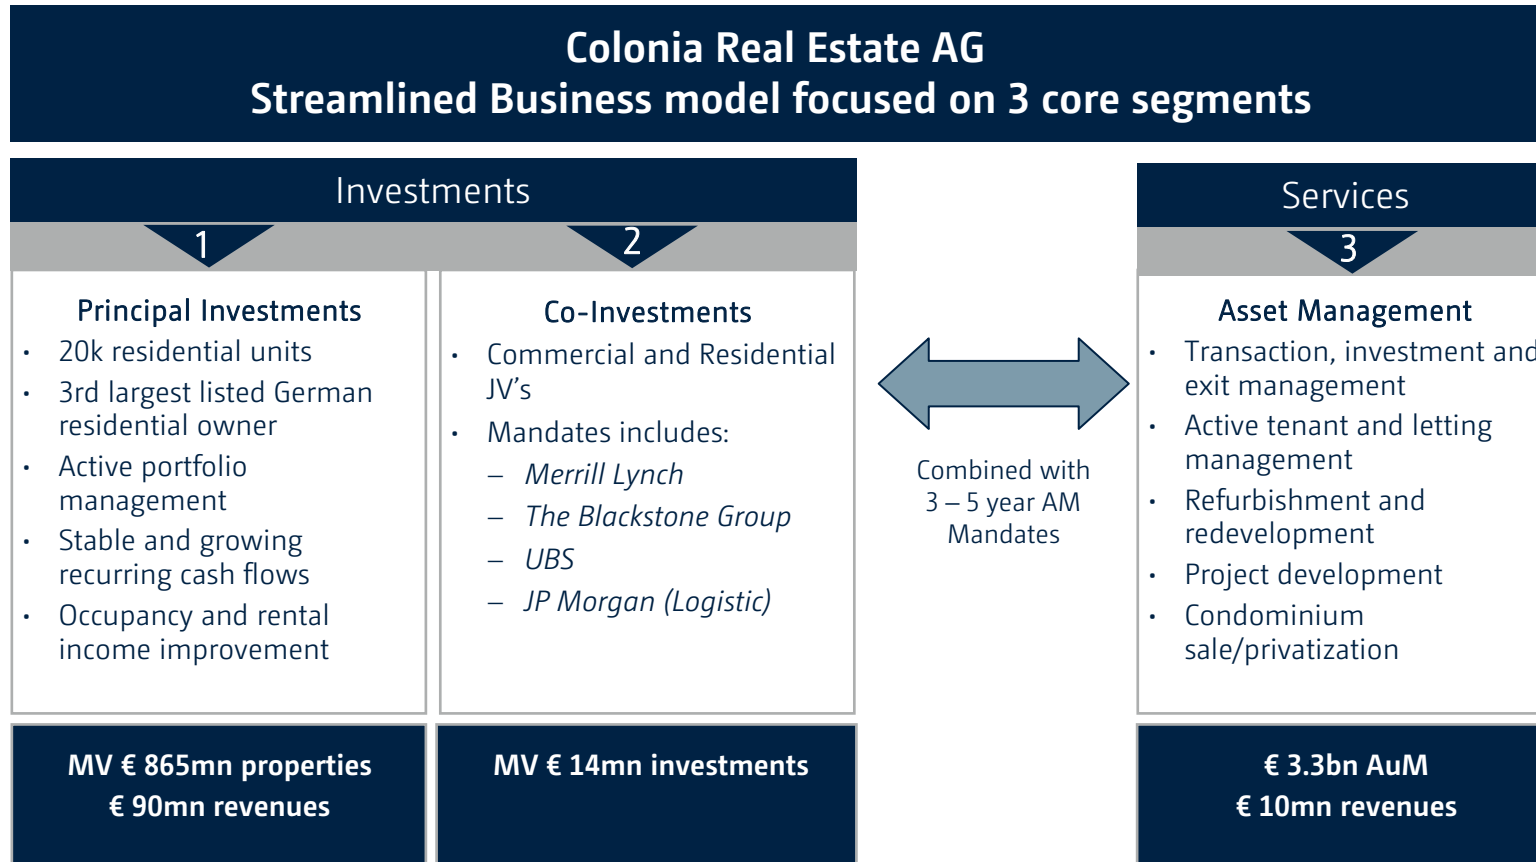 Colonia Real Estate AG
Streamlined Business model focused on 3 core segments
Investments
1
2
Principal Investments
· 20k residential units
· 3rd largest listed German
residential owner
· Active portfolio
management
· Stable and growing
recurring cash flows
· Occupancy and rental
income improvement
MV € 865mn properties
€ 90mn revenues
Co-Investments
· Commercial and Residential
JV’s
· Mandates includes:
– Merrill Lynch
– The Blackstone Group
– UBS
– JP Morgan (Logistic)
MV € 14mn investments
Combined with
3 – 5 year AM
Mandates
Services
3
Asset Management
· Transaction, investment and
exit management
· Active tenant and letting
management
· Refurbishment and
redevelopment
· Project development
· Condominium
sale/privatization
€ 3.3bn AuM
€ 10mn revenues